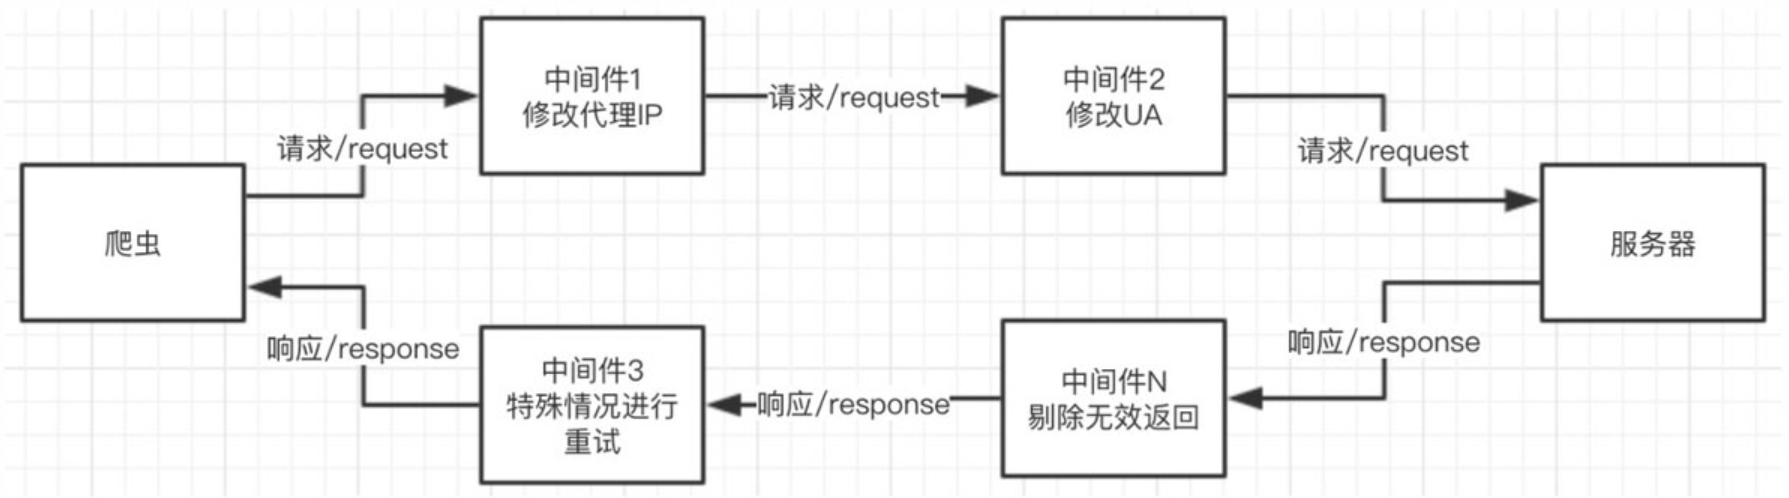 中间件1
修改代理IP
请求/request
中间件2
修改UA
请求/request
请求/request
爬虫
服务器
响应/response
中间件3
特殊情况进行
重试
响应/response
中间件N
剔除无效返回
响应/response